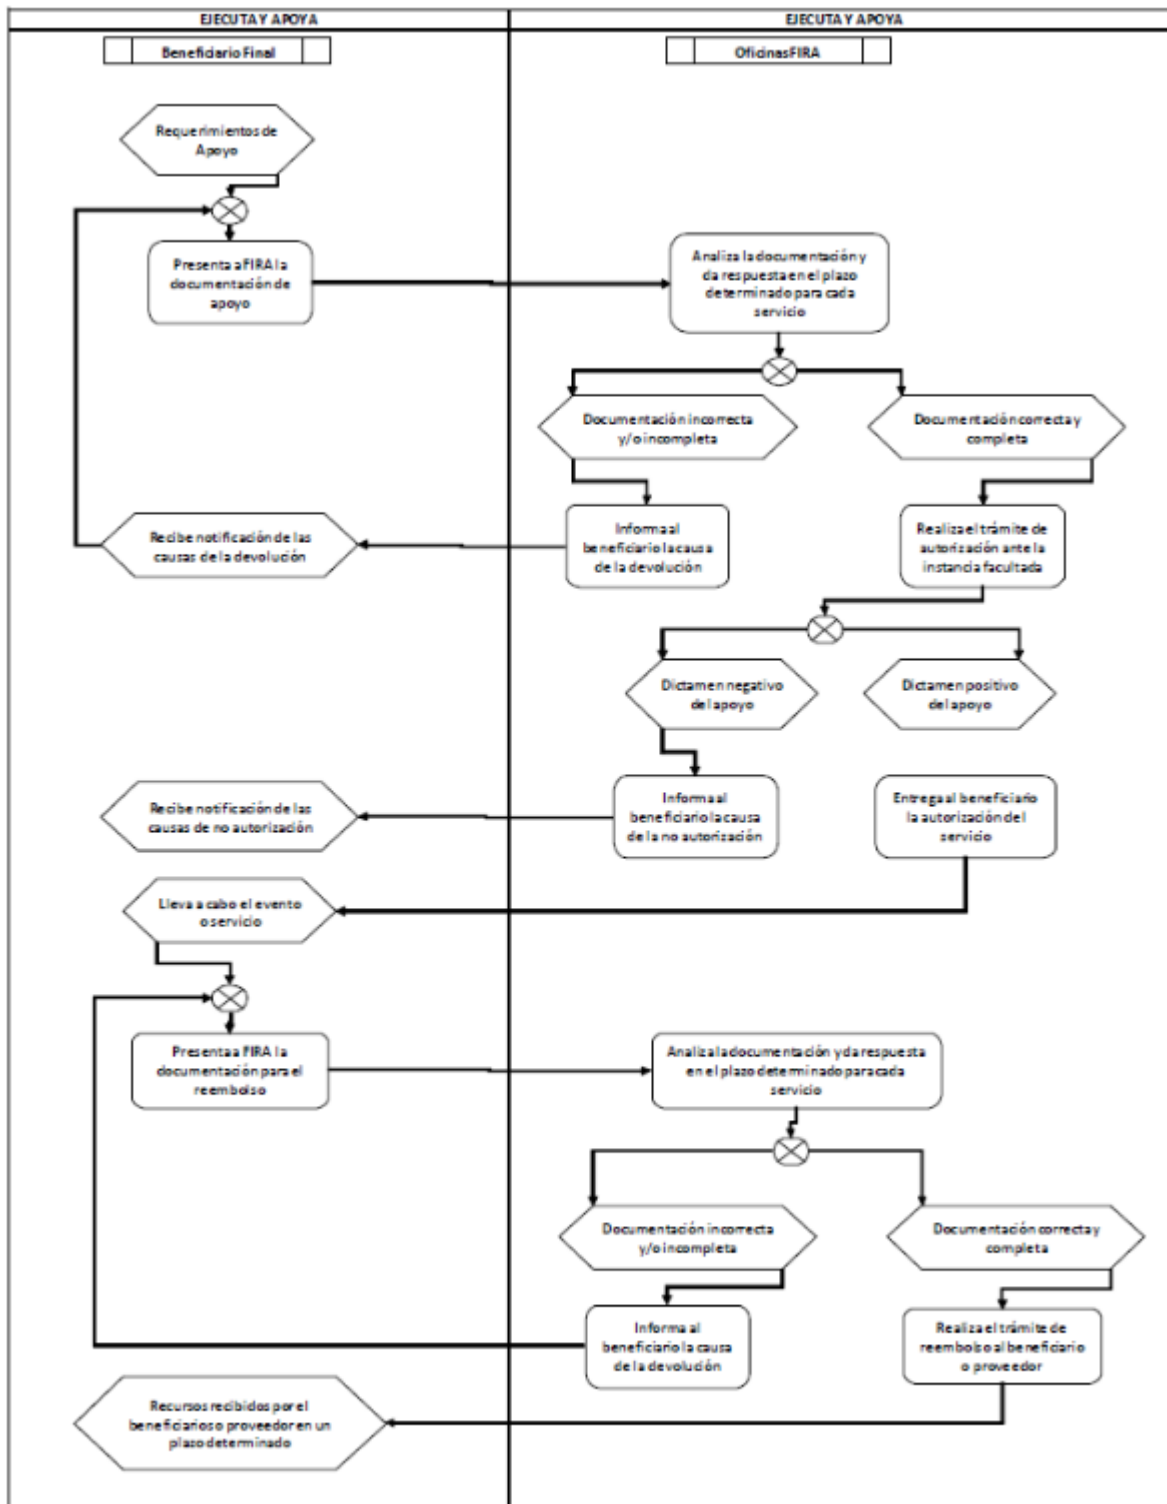 EJECUTA Y APOYA
EJECUTA Y APOYA
Beneficiario Final
Oficinas FIRA
Requerimientos de
Apoyo
Presenta a FIRA la
documentación de
apoyo
Analiza la documentación y
da respuesta en el plazo
determinado para cada
servicio
Documentación incorrecta
y/o incompleta
Documentación correcta y
completa
Recibe notificación de las
causas de la devolución
Informa al
beneficiario la causa
de la devolución
Realiza el trámite de
autorización ante la
instancia facultada
Dictamen negativo
del apoyo
Dictamen positivo
del apoyo
Recibe notificación de las
causas de no autorización
Informa al
beneficiario la causa
de la no autorización
Entrega al beneficiario
la autorización del
servicio
Lleva a cabo el evento
o servicio
Presenta a FIRA la
documentación para el
reembolso
Analiza la documentación y da respuesta
en el plazo determinado para cada
servicio
Documentación incorrecta
y/o incompleta
Documentación correcta y
completa
Informa al
beneficiario la causa
de la devolución
Realiza el trámite de
reembolso al beneficiario
o proveedor
Recursos recibidos por el
beneficiarios o proveedor en un
plazo determinado